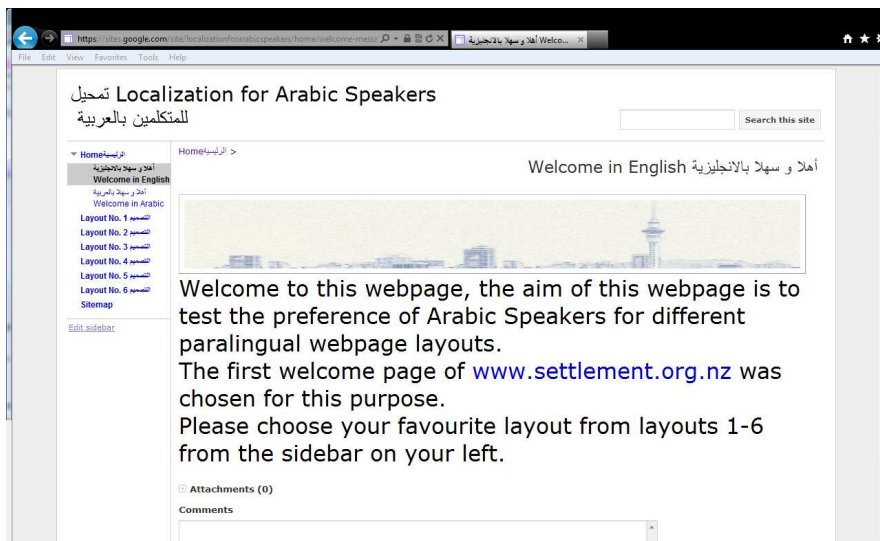 https://sites.google.com/site/localizationforarabicspeakers/home/welcome-messa
أهلا و سهلا بالانجليزية Welco...
File Edit View Favorites Tools Help
Localization for Arabic Speakers تمحيل
للمتكلمين بالعربية
Search this site
Homeالرئيسية
أهلا و سهلا بالانجليزية
Welcome in English
أهلا و سهلا بالعربية
Welcome in Arabic
Layout No. 1 التصميم
Layout No. 2 التصميم
Layout No. 3 التصميم
Layout No. 4 التصميم
Layout No. 5 التصميم
Layout No. 6 التصميم
Sitemap
Edit sidebar
Homeالرئيسية >
أهلا و سهلا بالانجليزية Welcome in English
Welcome to this webpage, the aim of this webpage is to
test the preference of Arabic Speakers for different
paralingual webpage layouts.
The first welcome page of www.settlement.org.nz was
chosen for this purpose.
Please choose your favourite layout from layouts 1-6
from the sidebar on your left.
Attachments (0)
Comments